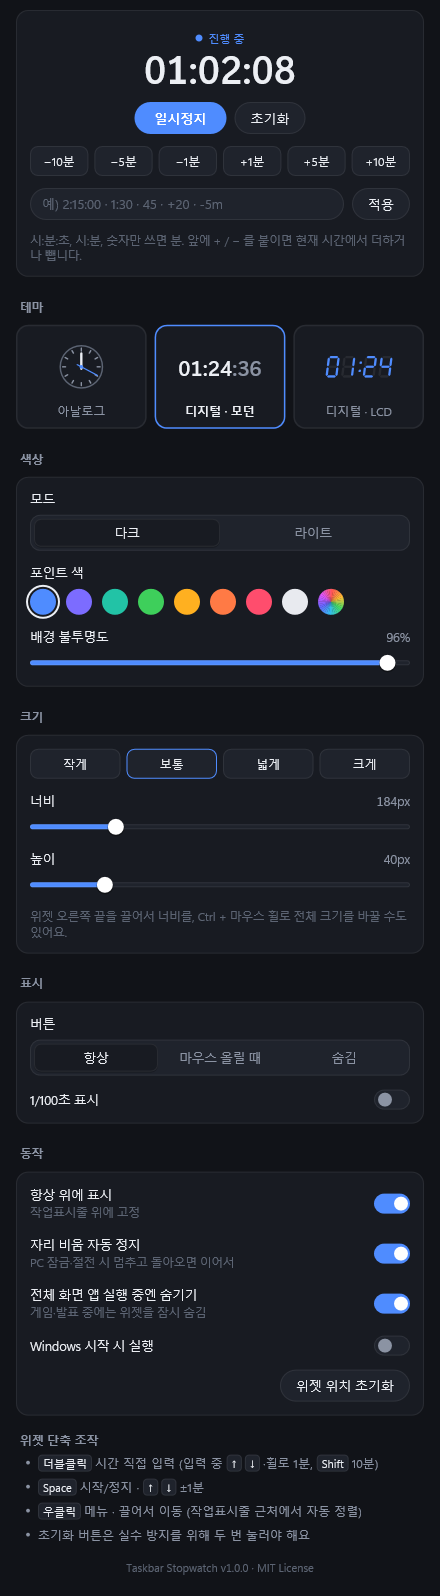 진행 중
01:02:08
일시정지 초기화
−10분 −5분 −1분 +1분 +5분 +10분
예) 2:15:00 · 1:30 · 45 · +20 · -5m 적용
시:분:초, 시:분, 숫자만 쓰면 분. 앞에 + / − 를 붙이면 현재 시간에서 더하거
나 뺍니다.
테마
01:24:36 01:24
아날로그 디지털 · 모던 디지털 · LCD
색상
모드
다크 라이트
포인트 색
배경 불투명도 96%
크기
작게 보통 넓게 크게
너비 184px
높이 40px
위젯 오른쪽 끝을 끌어서 너비를, Ctrl + 마우스 휠로 전체 크기를 바꿀 수도
있어요.
표시
버튼
항상 마우스 올릴 때 숨김
1/100초 표시
동작
항상 위에 표시
작업표시줄 위에 고정
자리 비움 자동 정지
PC 잠금·절전 시 멈추고 돌아오면 이어서
전체 화면 앱 실행 중엔 숨기기
게임·발표 중에는 위젯을 잠시 숨김
Windows 시작 시 실행
위젯 위치 초기화
위젯 단축 조작
• 더블클릭 시간 직접 입력 (입력 중 ↑ ↓ ·휠로 1분, Shift 10분)
• Space 시작/정지 · ↑ ↓ ±1분
• 우클릭 메뉴 · 끌어서 이동 (작업표시줄 근처에서 자동 정렬)
• 초기화 버튼은 실수 방지를 위해 두 번 눌러야 해요
Taskbar Stopwatch v1.0.0 · MIT License